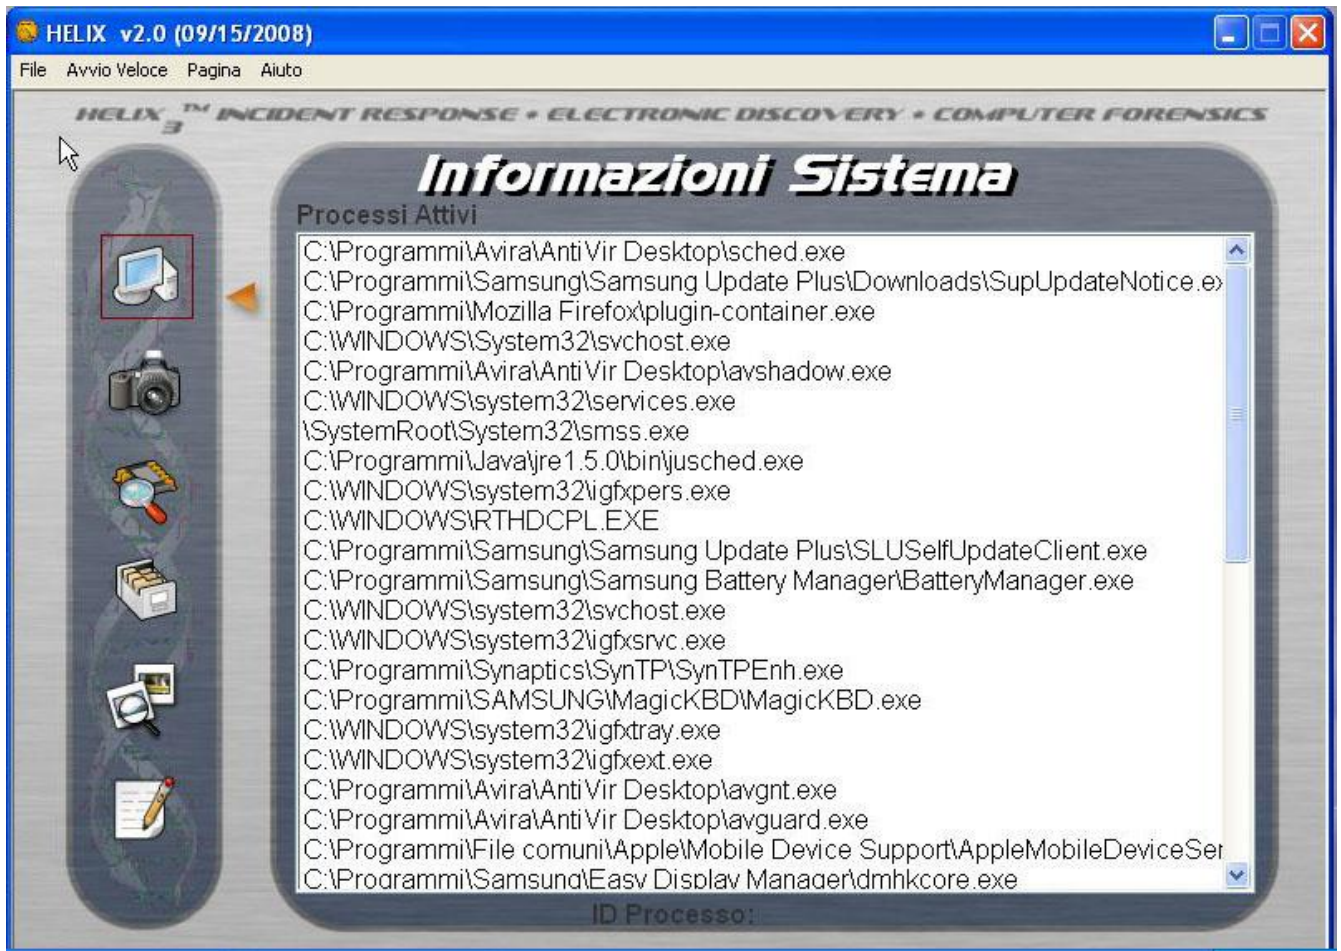 HELIX v2.0 (09/15/2008)
File Avvio Veloce Pagina Aiuto
HELIX 3™ INCIDENT RESPONSE • ELECTRONIC DISCOVERY • COMPUTER FORENSICS
Informazioni Sistema
Processi Attivi
C:\Programmi\Avira\AntiVir Desktop\sched.exe
C:\Programmi\Samsung\Samsung Update Plus\Downloads\SupUpdateNotice.ex
C:\Programmi\Mozilla Firefox\plugin-container.exe
C:\WINDOWS\System32\svchost.exe
C:\Programmi\Avira\AntiVir Desktop\avshadow.exe
C:\WINDOWS\system32\services.exe
\SystemRoot\System32\smss.exe
C:\Programmi\Java\jre1.5.0\bin\jusched.exe
C:\WINDOWS\system32\igfxpers.exe
C:\WINDOWS\RTHDCPL.EXE
C:\Programmi\Samsung\Samsung Update Plus\SLUSelfUpdateClient.exe
C:\Programmi\Samsung\Samsung Battery Manager\BatteryManager.exe
C:\WINDOWS\system32\svchost.exe
C:\WINDOWS\system32\igfxsrvc.exe
C:\Programmi\Synaptics\SynTP\SynTPEnh.exe
C:\Programmi\SAMSUNG\MagicKBD\MagicKBD.exe
C:\WINDOWS\system32\igfxtray.exe
C:\WINDOWS\system32\igfxext.exe
C:\Programmi\Avira\AntiVir Desktop\avgnt.exe
C:\Programmi\Avira\AntiVir Desktop\avguard.exe
C:\Programmi\File comuni\Apple\Mobile Device Support\AppleMobileDeviceSer
C:\Programmi\Samsung\Easy Display Manager\dmhkcore.exe
ID Processo: